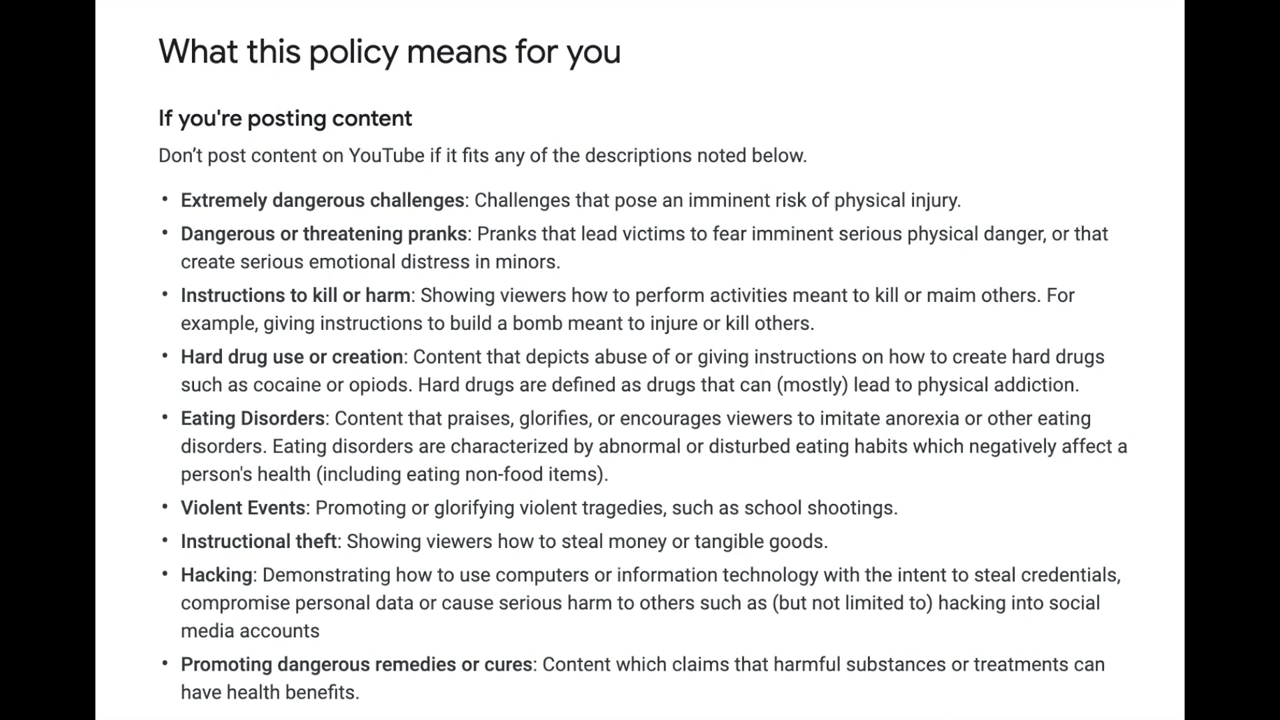 What this policy means for you
If you're posting content
Don’t post content on YouTube if it fits any of the descriptions noted below.
• Extremely dangerous challenges: Challenges that pose an imminent risk of physical injury.
• Dangerous or threatening pranks: Pranks that lead victims to fear imminent serious physical danger, or that
create serious emotional distress in minors.
• Instructions to kill or harm: Showing viewers how to perform activities meant to kill or maim others. For
example, giving instructions to build a bomb meant to injure or kill others.
• Hard drug use or creation: Content that depicts abuse of or giving instructions on how to create hard drugs
such as cocaine or opiods. Hard drugs are defined as drugs that can (mostly) lead to physical addiction.
• Eating Disorders: Content that praises, glorifies, or encourages viewers to imitate anorexia or other eating
disorders. Eating disorders are characterized by abnormal or disturbed eating habits which negatively affect a
person's health (including eating non-food items).
• Violent Events: Promoting or glorifying violent tragedies, such as school shootings.
• Instructional theft: Showing viewers how to steal money or tangible goods.
• Hacking: Demonstrating how to use computers or information technology with the intent to steal credentials,
compromise personal data or cause serious harm to others such as (but not limited to) hacking into social
media accounts
• Promoting dangerous remedies or cures: Content which claims that harmful substances or treatments can
have health benefits.